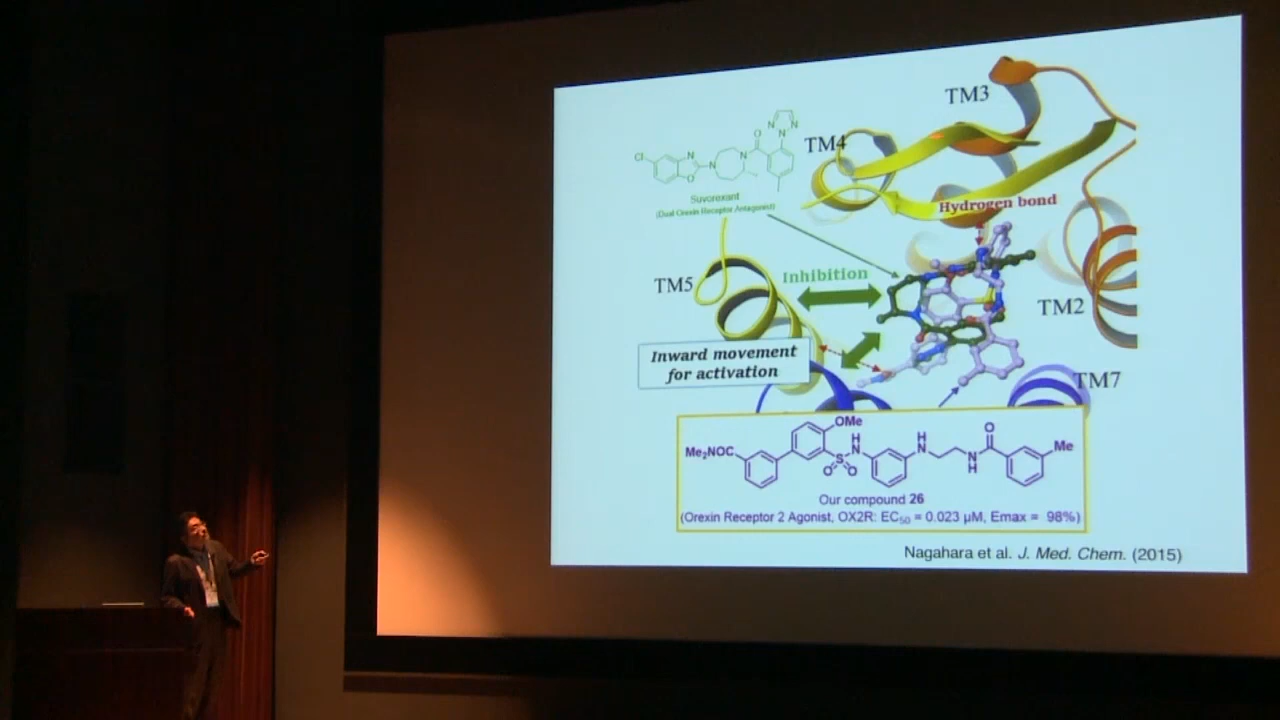 TM3
TM4
Cl
N
O
N
N
O
N
N
N
N
Suvorexant
(Dual Orexin Receptor Antagonist)
Hydrogen bond
TM5
Inhibition
TM2
Inward movement
for activation
TM7
OMe
Me₂NOC
S
O O
H
N
H
N
N
H
O
Me
Our compound 26
(Orexin Receptor 2 Agonist, OX2R: EC₅₀ = 0.023 μM, Emax = 98%)
Nagahara et al. J. Med. Chem. (2015)